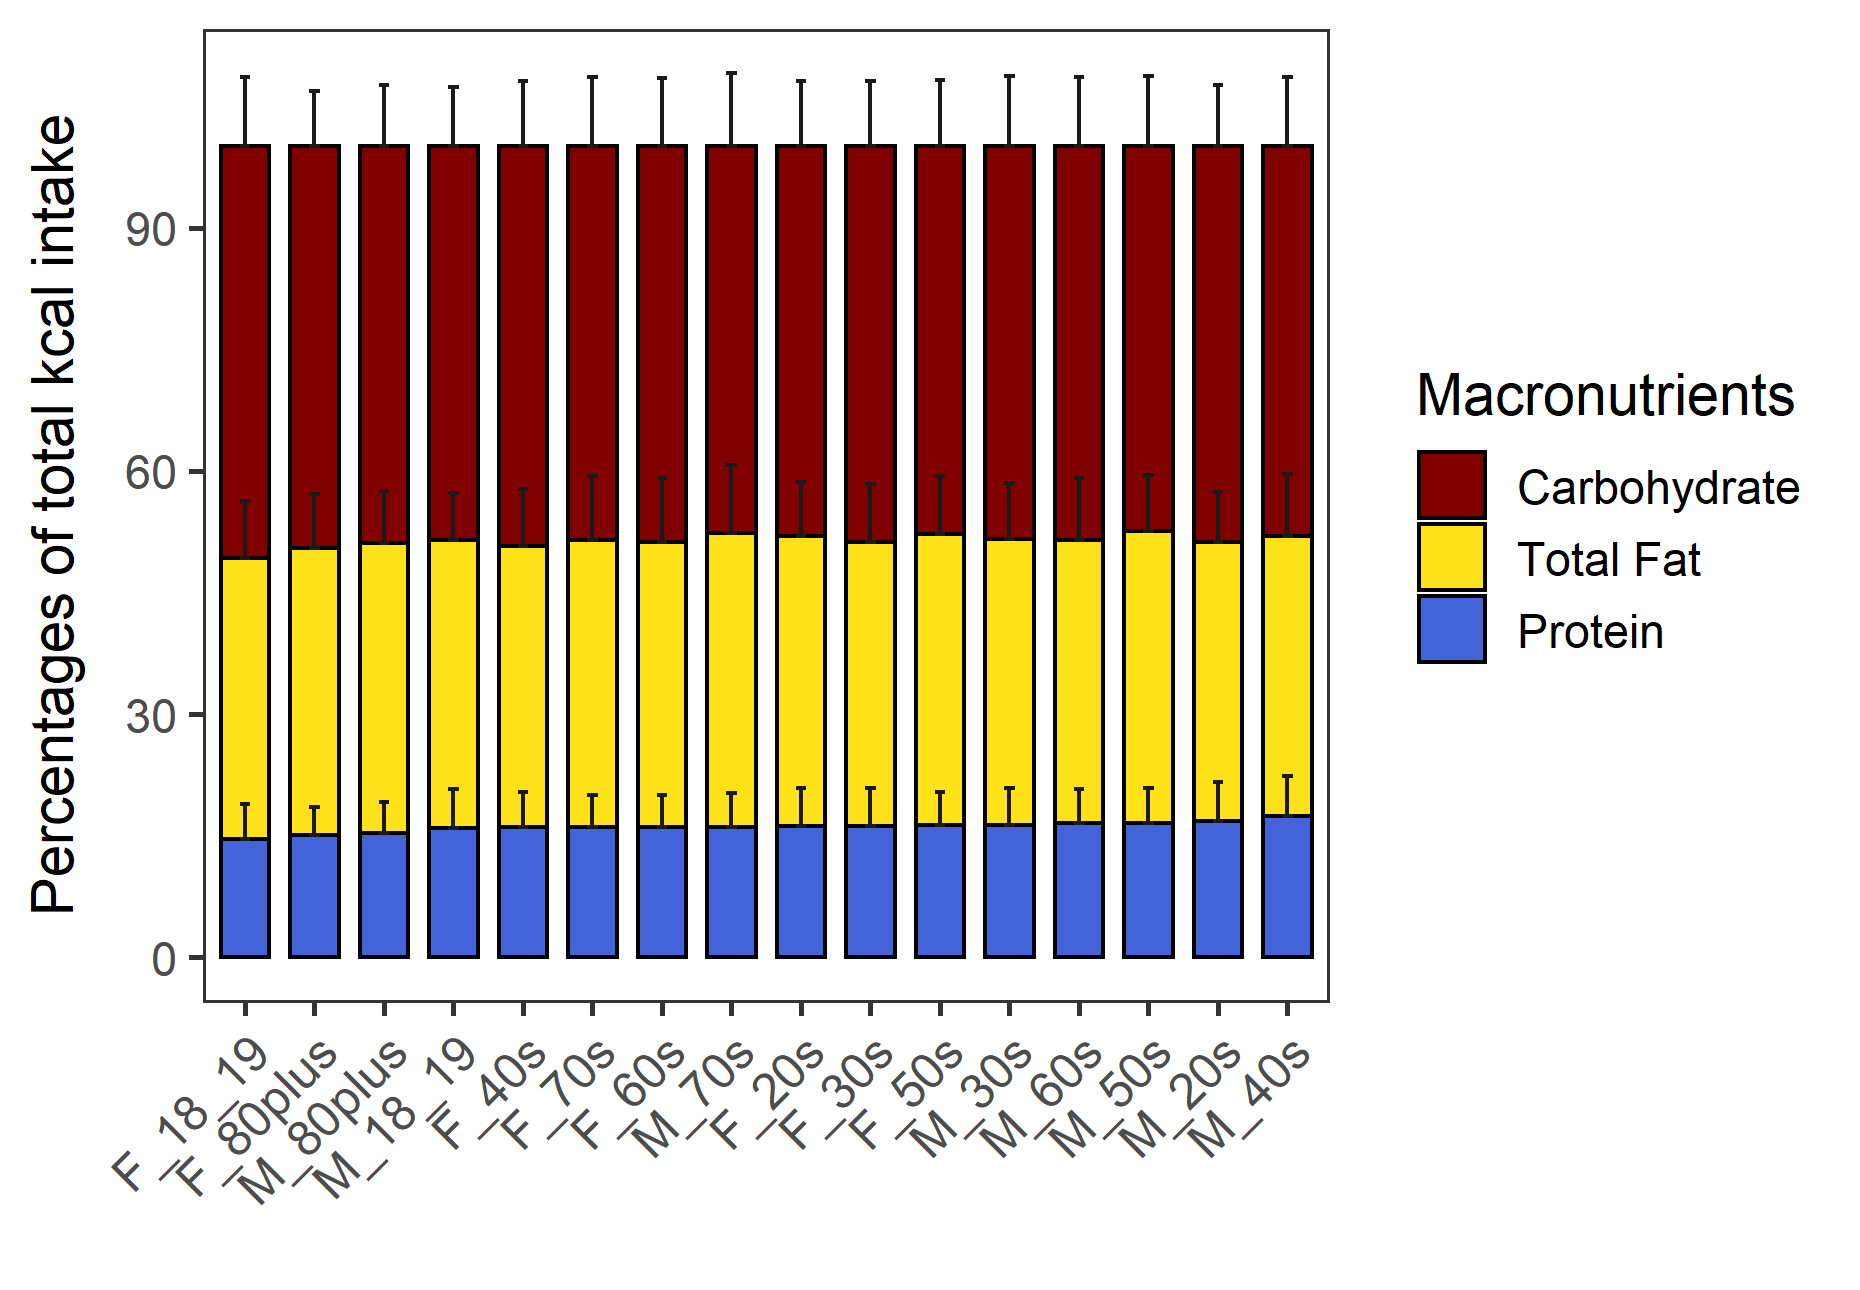 Percentages of total kcal intake
90
60
30
0
F_18_19
F_80plus
M_80plus
M_18_19
F_40s
F_70s
F_60s
M_70s
F_20s
F_30s
F_50s
M_30s
M_60s
M_50s
M_20s
M_40s
Macronutrients
Carbohydrate
Total Fat
Protein